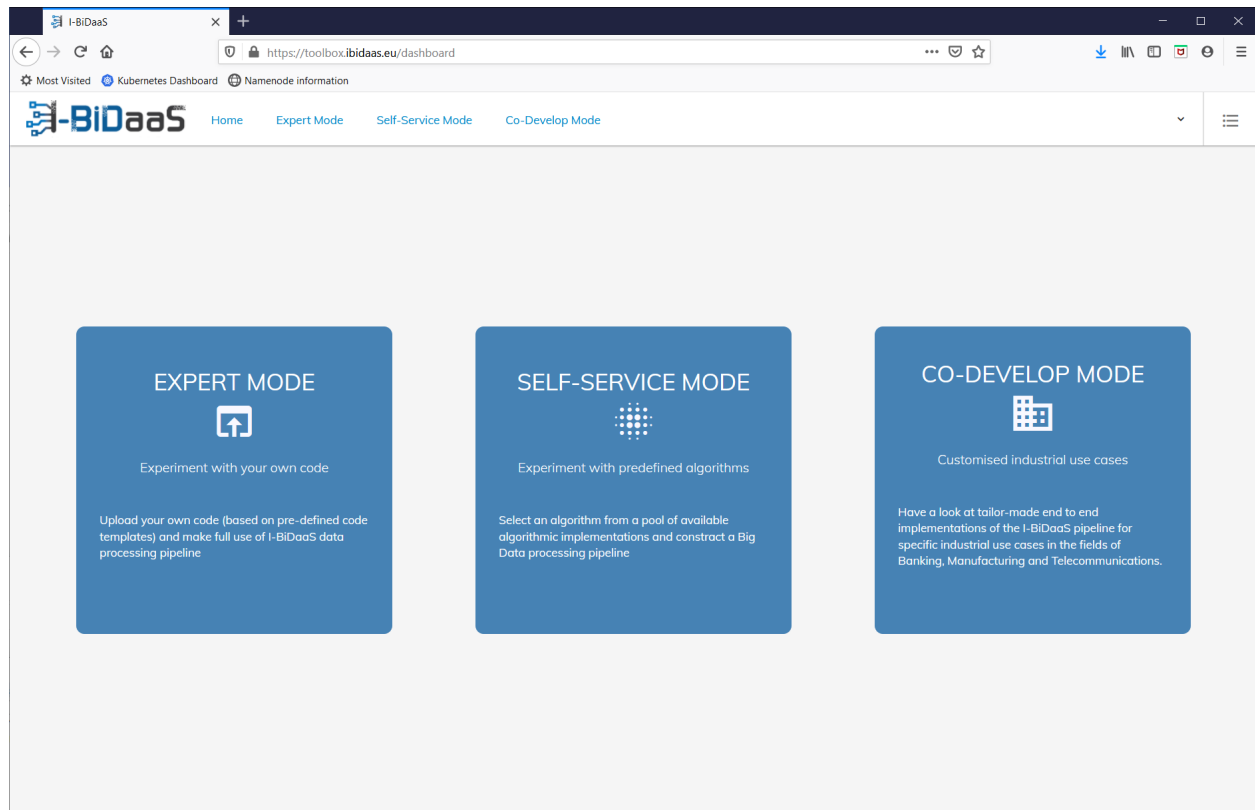 I-BiDaaS
https://toolbox.ibidaas.eu/dashboard
Most Visited Kubernetes Dashboard Namenode information
I-BiDaaS Home Expert Mode Self-Service Mode Co-Develop Mode
EXPERT MODE
Experiment with your own code
Upload your own code (based on pre-defined code
templates) and make full use of I-BiDaaS data
processing pipeline
SELF-SERVICE MODE
Experiment with predefined algorithms
Select an algorithm from a pool of available
algorithmic implementations and constract a Big
Data processing pipeline
CO-DEVELOP MODE
Customised industrial use cases
Have a look at tailor-made end to end
implementations of the I-BiDaaS pipeline for
specific industrial use cases in the fields of
Banking, Manufacturing and Telecommunications.